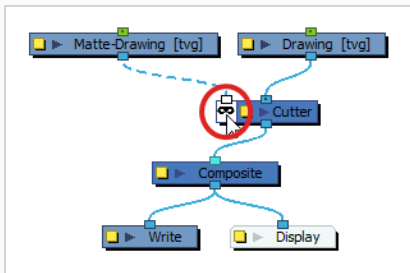 Matte-Drawing [tvg]
Drawing [tvg]
Cutter
Composite
Write
Display